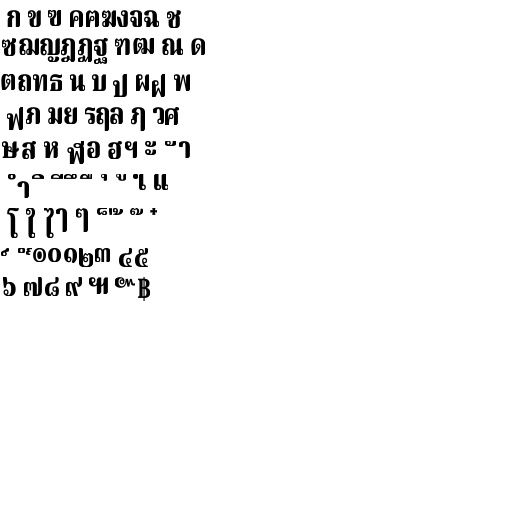 ก ข ฃ คฅฆงจฉ ช
ซฌญฎฏฐ ฑฒ ณ ด
ตถทธ น บ ป ผฝ พ
ฟภ มย รฤล ฦ วศ
ษส ห ฬอ ฮฯ ะ ั า
ำ ิ ี ึ ื ุ ู เ แ
โ ใ ไๅ ๆ ็ ่ ้ ๊ ๋
์ ํ ๎๏๐๑๒๓ ๔๕
๖ ๗๘๙ ๚ ๛฿